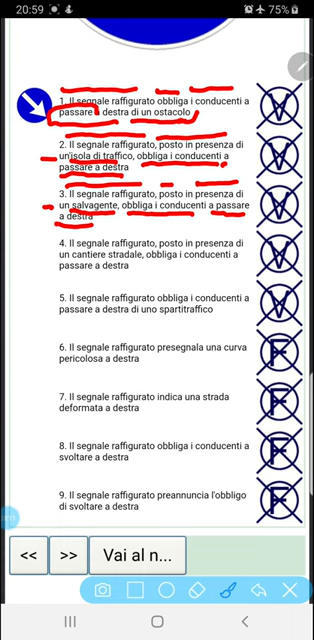 20:59 75%
1. Il segnale raffigurato obbliga i conducenti a
passare a destra di un ostacolo
V
2. Il segnale raffigurato, posto in presenza di
un'isola di traffico, obbliga i conducenti a
passare a destra
V
3. Il segnale raffigurato, posto in presenza di
un salvagente, obbliga i conducenti a passare
a destra
V
4. Il segnale raffigurato, posto in presenza di
un cantiere stradale, obbliga i conducenti a
passare a destra
V
5. Il segnale raffigurato obbliga i conducenti a
passare a destra di uno spartitraffico
V
6. Il segnale raffigurato presegnala una curva
pericolosa a destra
F
7. Il segnale raffigurato indica una strada
deformata a destra
F
8. Il segnale raffigurato obbliga i conducenti a
svoltare a destra
F
9. Il segnale raffigurato preannuncia l'obbligo
di svoltare a destra
F
<< >> Vai al n...